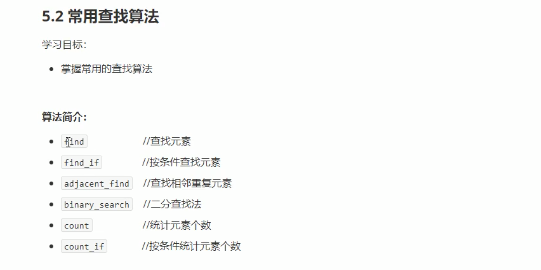 5.2 常用查找算法
学习目标：
掌握常用的查找算法
算法简介：
find //查找元素
find_if //按条件查找元素
adjacent_find //查找相邻重复元素
binary_search //二分查找法
count //统计元素个数
count_if //按条件统计元素个数